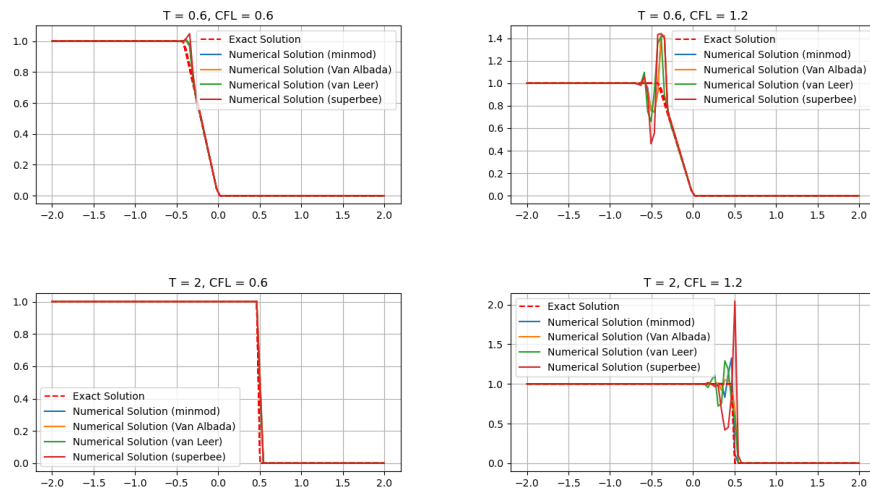 T = 0.6, CFL = 0.6
1.0
0.8
0.6
0.4
0.2
0.0
-2.0 -1.5 -1.0 -0.5 0.0 0.5 1.0 1.5 2.0
Exact Solution
Numerical Solution (minmod)
Numerical Solution (Van Albada)
Numerical Solution (van Leer)
Numerical Solution (superbee)
T = 0.6, CFL = 1.2
1.4
1.2
1.0
0.8
0.6
0.4
0.2
0.0
-2.0 -1.5 -1.0 -0.5 0.0 0.5 1.0 1.5 2.0
Exact Solution
Numerical Solution (minmod)
Numerical Solution (Van Albada)
Numerical Solution (van Leer)
Numerical Solution (superbee)
T = 2, CFL = 0.6
1.0
0.8
0.6
0.4
0.2
0.0
-2.0 -1.5 -1.0 -0.5 0.0 0.5 1.0 1.5 2.0
Exact Solution
Numerical Solution (minmod)
Numerical Solution (Van Albada)
Numerical Solution (van Leer)
Numerical Solution (superbee)
T = 2, CFL = 1.2
2.0
1.5
1.0
0.5
0.0
-2.0 -1.5 -1.0 -0.5 0.0 0.5 1.0 1.5 2.0
Exact Solution
Numerical Solution (minmod)
Numerical Solution (Van Albada)
Numerical Solution (van Leer)
Numerical Solution (superbee)